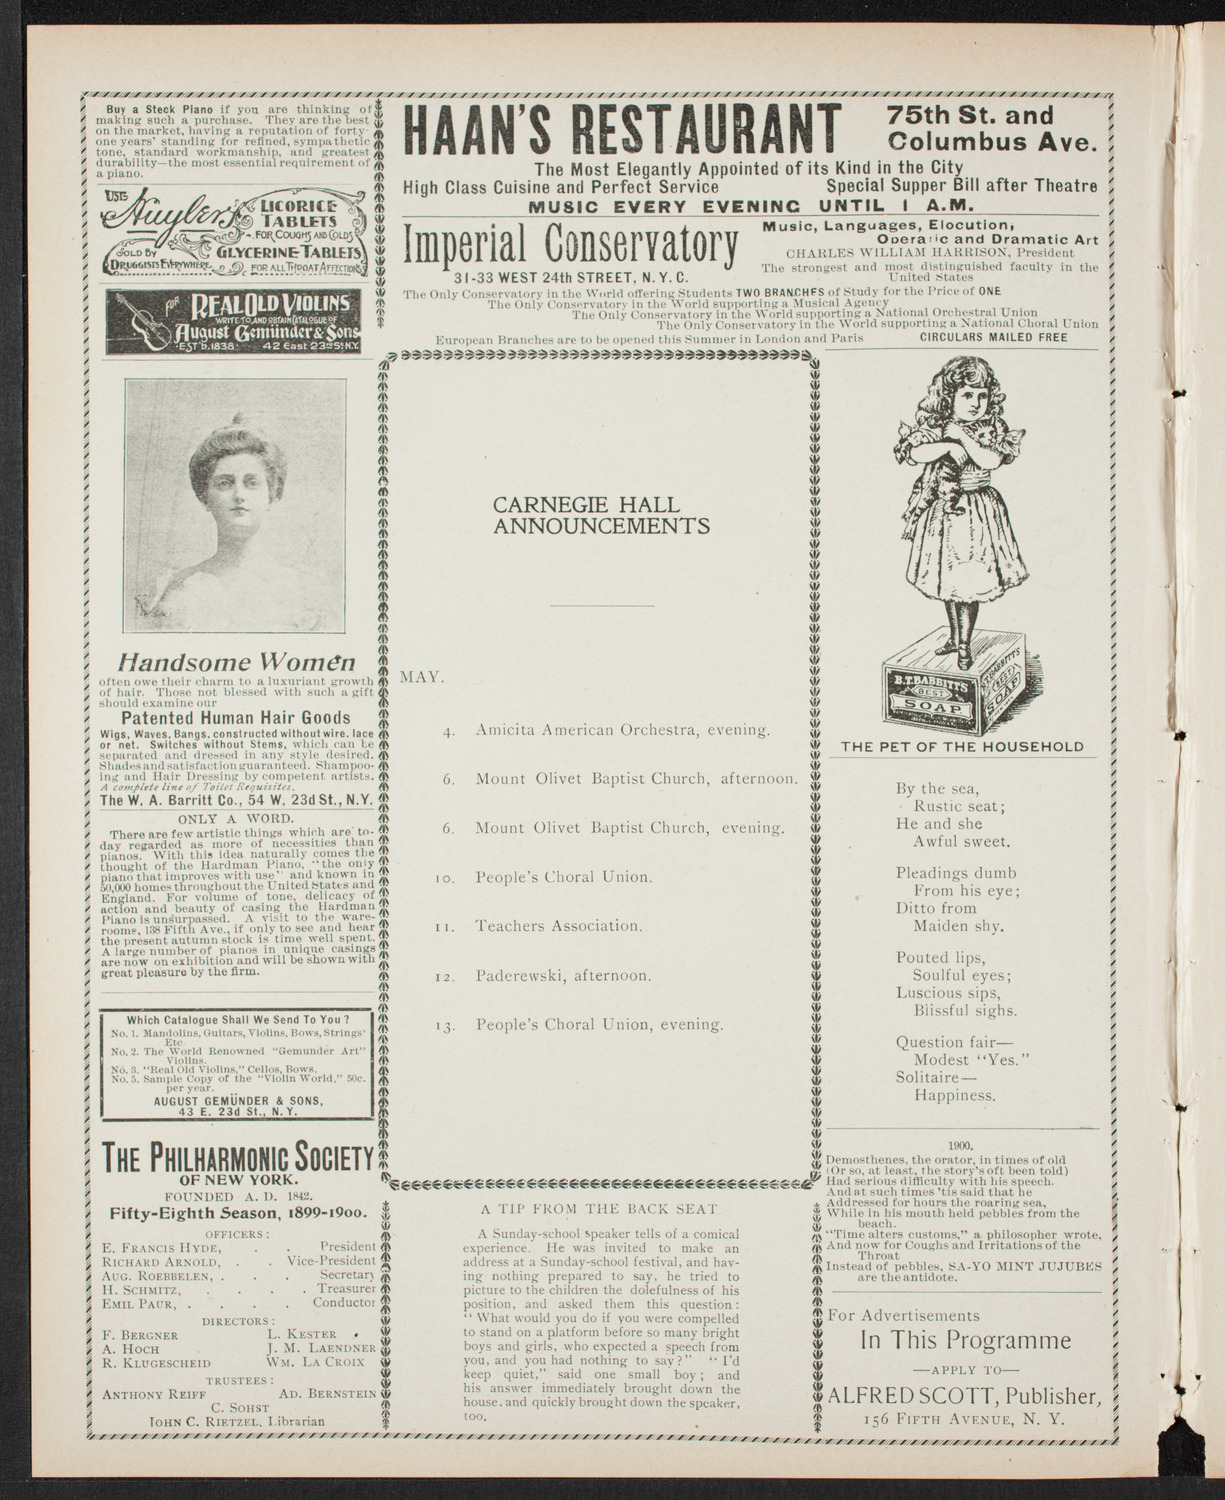 Buy a Steck Piano if you are thinking of
making such a purchase. They are the best
on the market, having a reputation of forty-
one years' standing for refined, sympathetic
tone, standard workmanship, and greatest
durability—the most essential requirement of
a piano.
USE
Huyler's
LICORICE
TABLETS
FOR COUGHS AND COLDS
SOLD BY
DRUGGISTS EVERYWHERE.
GLYCERINE TABLETS
FOR ALL THROAT AFFECTIONS
FOR REAL OLD VIOLINS
WRITE TO, AND OBTAIN CATALOGUE OF
August Gemünder & Sons
EST'D. 1838. 42 East 23rd St. N.Y.
Handsome Women
often owe their charm to a luxuriant growth
of hair. Those not blessed with such a gift
should examine our
Patented Human Hair Goods
Wigs, Waves, Bangs, constructed without wire, lace
or net. Switches without Stems, which can be
separated and dressed in any style desired.
Shades and satisfaction guaranteed. Shampoo-
ing and Hair Dressing by competent artists.
A complete line of Toilet Requisites.
The W. A. Barritt Co., 54 W. 23d St., N.Y.
ONLY A WORD.
There are few artistic things which are to-
day regarded as more of necessities than
pianos. With this idea naturally comes the
thought of the Hardman Piano, "the only
piano that improves with use" and known in
50,000 homes throughout the United States and
England. For volume of tone, delicacy of
action and beauty of casing the Hardman
Piano is unsurpassed. A visit to the ware-
rooms, 138 Fifth Ave., if only to see and hear
the present autumn stock is time well spent.
A large number of pianos in unique casings
are now on exhibition and will be shown with
great pleasure by the firm.
Which Catalogue Shall We Send To You?
No. 1. Mandolins, Guitars, Violins, Bows, Strings'
Etc.
No. 2. The World Renowned "Gemunder Art"
Violins.
No. 3. "Real Old Violins," Cellos, Bows.
No. 5. Sample Copy of the "Violin World," 50c.
per year.
AUGUST GEMÜNDER & SONS,
43 E. 23d St., N.Y.
THE PHILHARMONIC SOCIETY
OF NEW YORK.
FOUNDED A. D. 1842.
Fifty-Eighth Season, 1899-1900.
OFFICERS:
E. FRANCIS HYDE, . . President
RICHARD ARNOLD, . . Vice-President
AUG. ROEBBELEN, . . . Secretary
H. SCHMITZ, . . . . Treasurer
EMIL PAUR, . . . . Conductor
DIRECTORS:
F. BERGNER L. KESTER
A. HOCH J. M. LAENDNER
R. KLUGESCHEID WM. LA CROIX
TRUSTEES:
ANTHONY REIFF AD. BERNSTEIN
C. SOHST
JOHN C. RIETZEL, Librarian
HAAN'S RESTAURANT 75th St. and
Columbus Ave.
The Most Elegantly Appointed of its Kind in the City
High Class Cuisine and Perfect Service Special Supper Bill after Theatre
MUSIC EVERY EVENING UNTIL 1 A.M.
Imperial Conservatory
31-33 WEST 24th STREET, N.Y.C.
Music, Languages, Elocution,
Operatic and Dramatic Art
CHARLES WILLIAM HARRISON, President
The strongest and most distinguished faculty in the
United States
The Only Conservatory in the World offering Students TWO BRANCHES of Study for the Price of ONE
The Only Conservatory in the World supporting a Musical Agency
The Only Conservatory in the World supporting a National Orchestral Union
The Only Conservatory in the World supporting a National Choral Union
European Branches are to be opened this Summer in London and Paris CIRCULARS MAILED FREE
CARNEGIE HALL
ANNOUNCEMENTS
MAY.
4. Amicita American Orchestra, evening.
6. Mount Olivet Baptist Church, afternoon.
6. Mount Olivet Baptist Church, evening.
10. People's Choral Union.
11. Teachers Association.
12. Paderewski, afternoon.
13. People's Choral Union, evening.
A TIP FROM THE BACK SEAT
A Sunday-school speaker tells of a comical
experience. He was invited to make an
address at a Sunday-school festival, and hav-
ing nothing prepared to say, he tried to
picture to the children the dolefulness of his
position, and asked them this question:
"What would you do if you were compelled
to stand on a platform before so many bright
boys and girls, who expected a speech from
you, and you had nothing to say?" "I'd
keep quiet," said one small boy; and
his answer immediately brought down the
house, and quickly brought down the speaker,
too.
B.T. BABBITT'S
BEST
SOAP
B.T. BABBITT'S
BEST
SOAP
THE PET OF THE HOUSEHOLD
By the sea,
Rustic seat;
He and she
Awful sweet.
Pleadings dumb
From his eye;
Ditto from
Maiden shy.
Pouted lips,
Soulful eyes;
Luscious sips,
Blissful sighs.
Question fair—
Modest "Yes."
Solitaire—
Happiness.
1900.
Demosthenes, the orator, in times of old
(Or so, at least, the story's oft been told)
Had serious difficulty with his speech.
And at such times 'tis said that he
Addressed for hours the roaring sea,
While in his mouth held pebbles from the
beach.
"Time alters customs," a philosopher wrote,
And now for Coughs and Irritations of the
Throat
Instead of pebbles, SA-YO MINT JUJUBES
are the antidote.
For Advertisements
In This Programme
—APPLY TO—
ALFRED SCOTT, Publisher,
156 FIFTH AVENUE, N. Y.